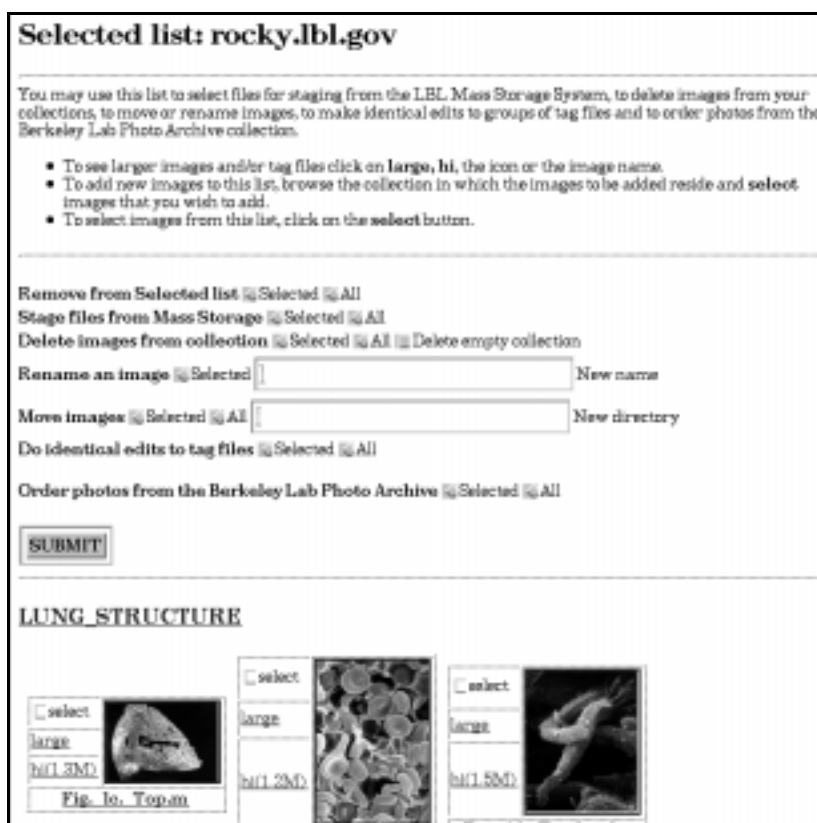 Selected list: rocky.lbl.gov
You may use this list to select files for staging from the LBL Mass Storage System, to delete images from your
collections, to move or rename images, to make identical edits to groups of tag files and to order photos from the
Berkeley Lab Photo Archive collection.
To see larger images and/or tag files click on large, hi, the icon or the image name.
To add new images to this list, browse the collection in which the images to be added reside and select
images that you wish to add.
To select images from this list, click on the select button.
Remove from Selected list Selected All
Stage files from Mass Storage Selected All
Delete images from collection Selected All Delete empty collection
Rename an image Selected New name
Move images Selected All New directory
Do identical edits to tag files Selected All
Order photos from the Berkeley Lab Photo Archive Selected All
SUBMIT
LUNG_STRUCTURE
select
large
hi(1.3M)
Fig. 1c. Top.m
select
large
hi(1.2M)
select
large
hi(1.5M)